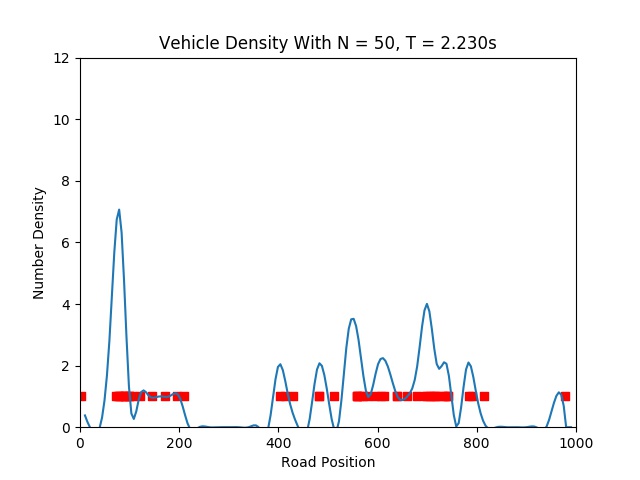 Vehicle Density With N = 50, T = 2.230s
12
10
8
6
4
2
0
Number Density
0 200 400 600 800 1000
Road Position